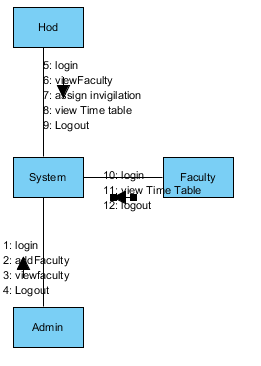 Hod
5: login
6: viewFaculty
7: assign invigilation
8: view Time table
9: Logout
System
Faculty
10: login
11: view Time Table
12: logout
1: login
2: addFaculty
3: viewfaculty
4: Logout
Admin